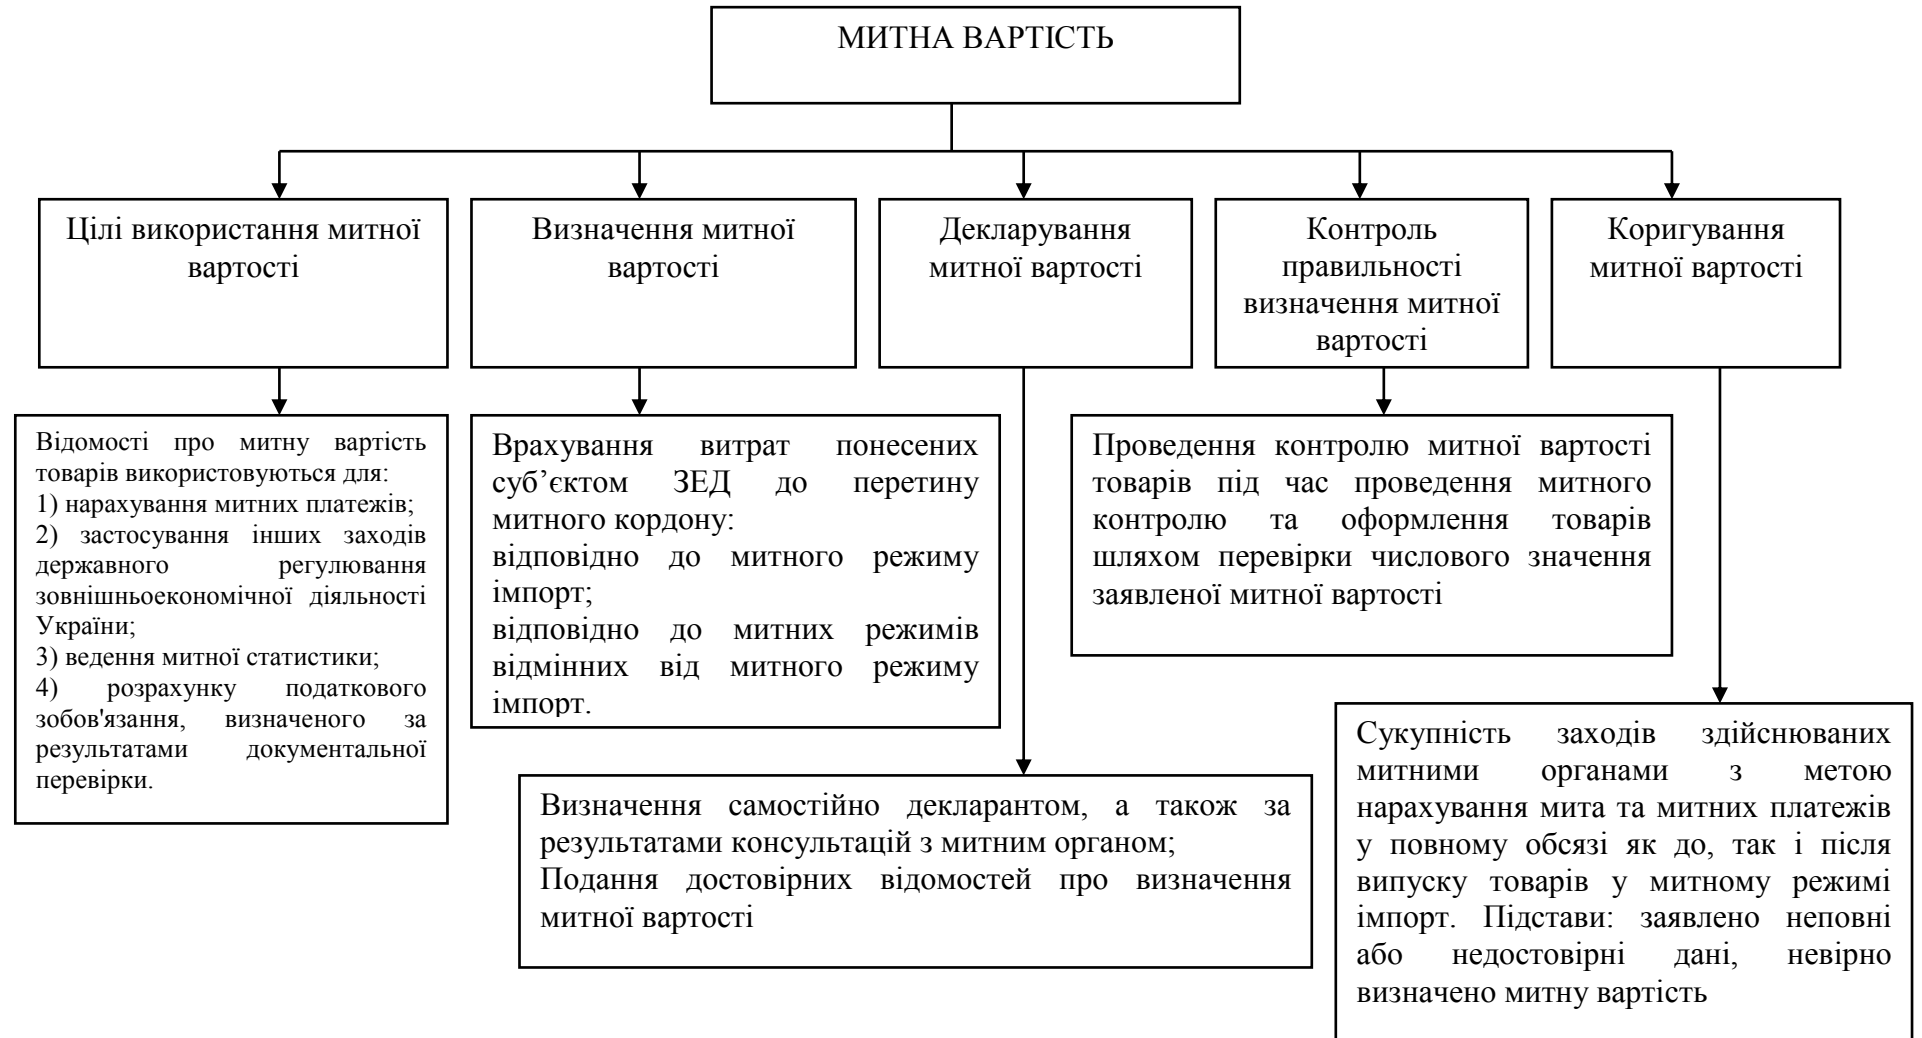 МИТНА ВАРТІСТЬ
Цілі використання митної
вартості
Визначення митної
вартості
Декларування
митної вартості
Контроль
правильності
визначення митної
вартості
Коригування
митної вартості
Відомості про митну вартість
товарів використовуються для:
1) нарахування митних платежів;
2) застосування інших заходів
державного регулювання
зовнішньоекономічної діяльності
України;
3) ведення митної статистики;
4) розрахунку податкового
зобов'язання, визначеного за
результатами документальної
перевірки.
Врахування витрат понесених
суб’єктом ЗЕД до перетину
митного кордону:
відповідно до митного режиму
імпорт;
відповідно до митних режимів
відмінних від митного режиму
імпорт.
Проведення контролю митної вартості
товарів під час проведення митного
контролю та оформлення товарів
шляхом перевірки числового значення
заявленої митної вартості
Визначення самостійно декларантом, а також за
результатами консультацій з митним органом;
Подання достовірних відомостей про визначення
митної вартості
Сукупність заходів здійснюваних
митними органами з метою
нарахування мита та митних платежів
у повному обсязі як до, так і після
випуску товарів у митному режимі
імпорт. Підстави: заявлено неповні
або недостовірні дані, невірно
визначено митну вартість